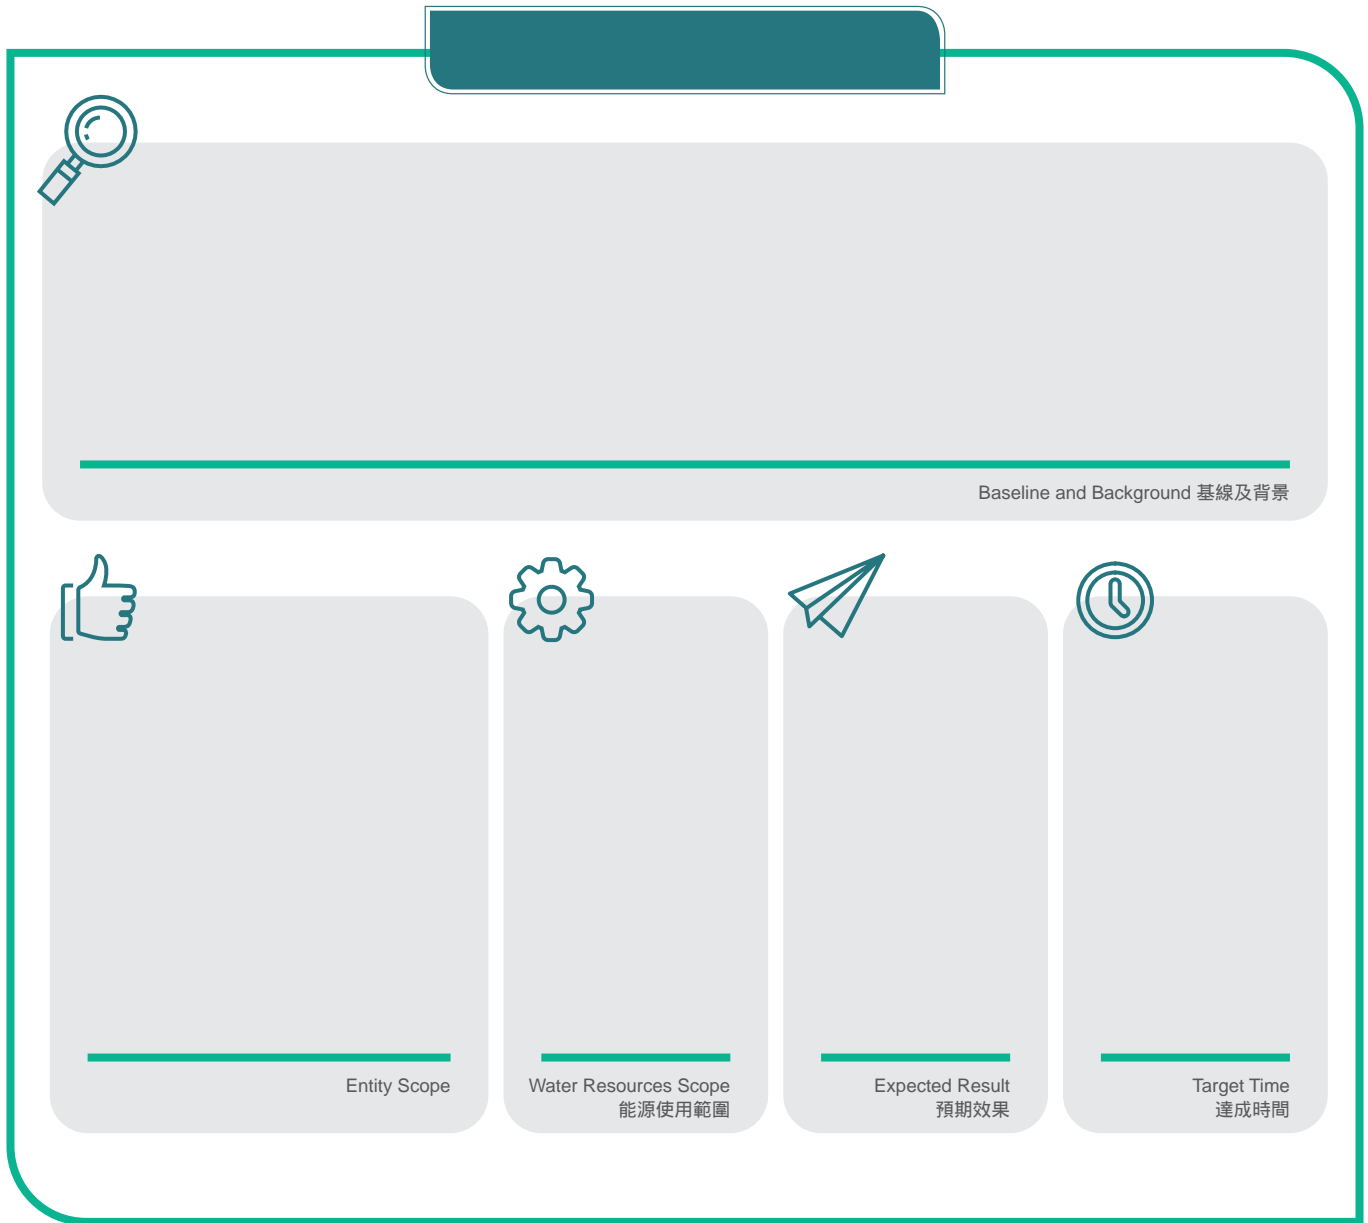 Baseline and Background 基線及背景
Entity Scope
Water Resources Scope
能源使用範圍
Expected Result
預期效果
Target Time
達成時間